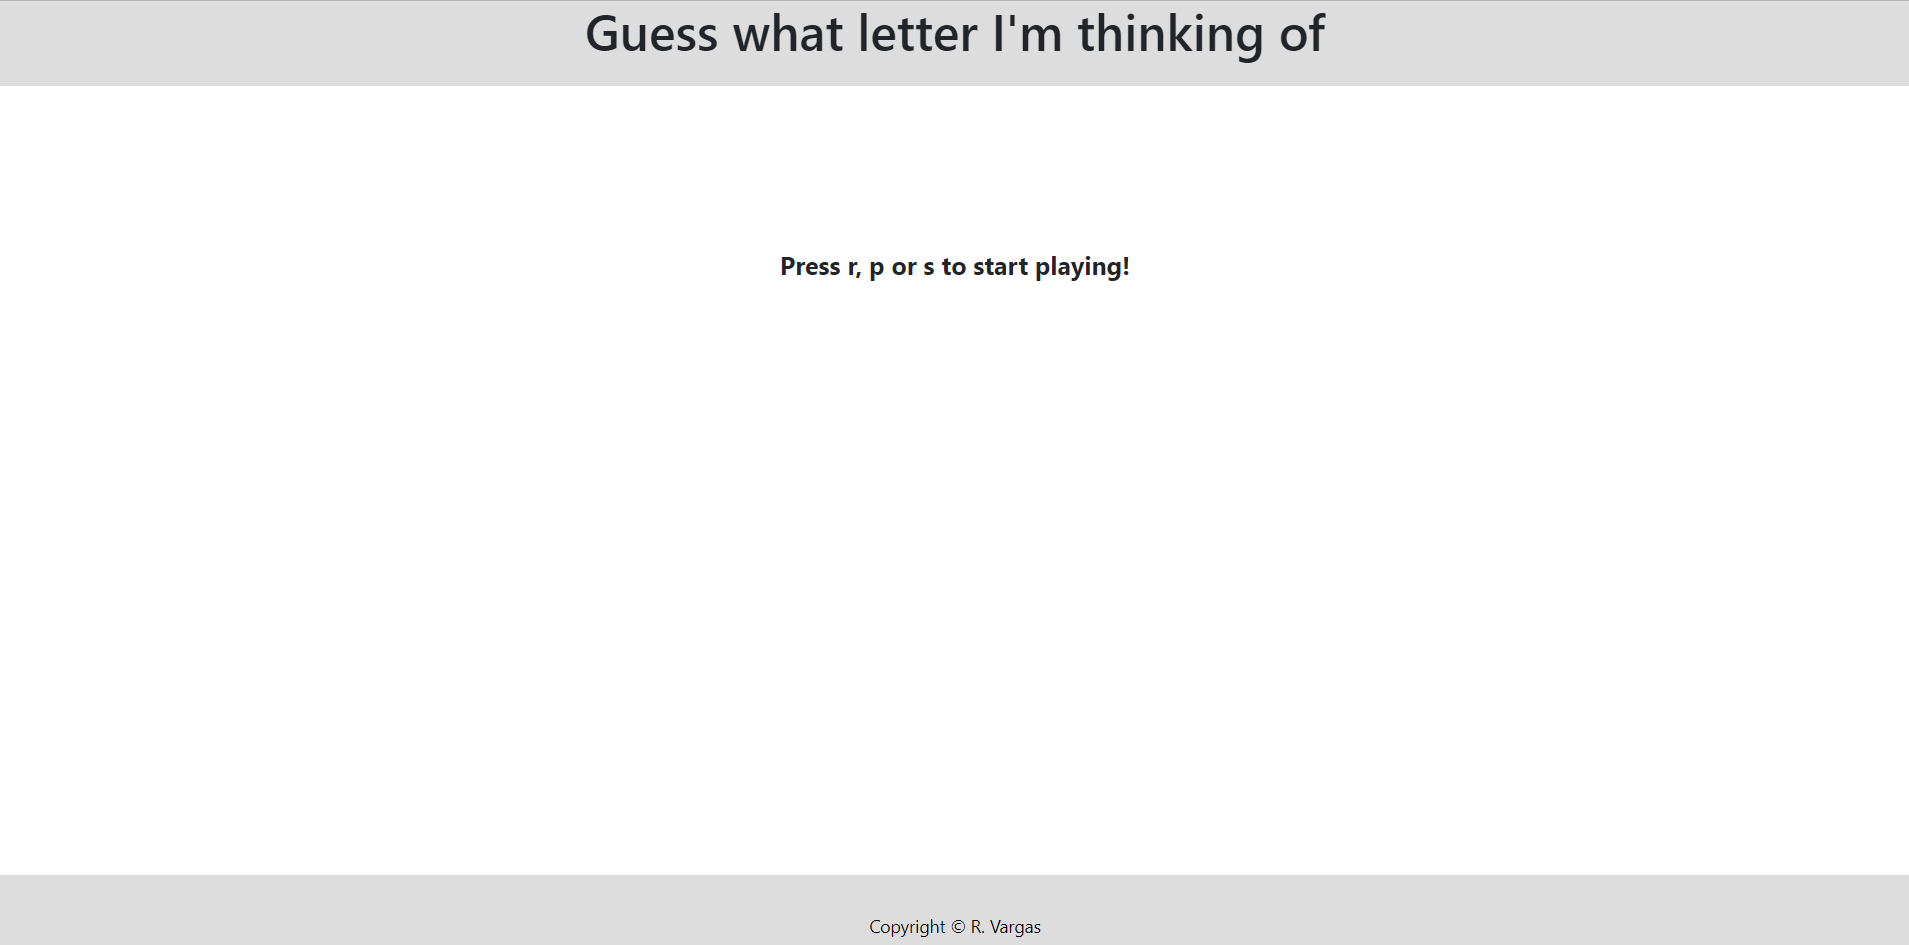 Guess what letter I'm thinking of
Press r, p or s to start playing!
Copyright © R. Vargas